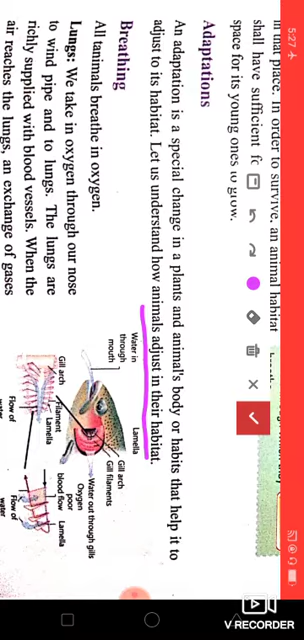 5:27
in that place. In order to survive, an animal habitat
shall have sufficient
space for its young ones to grow.
Adaptations
An adaptation is a special change in a plants and animal's body or habits that help it to
adjust to its habitat. Let us understand how animals adjust in their habitat.
Breathing
All tanimals breathe in oxygen.
Lungs: We take in oxygen through our nose
to wind pipe and to lungs. The lungs are
richly supplied with blood vessels. When the
air reaches the lungs, an exchange of gases
Water in
through
mouth
Lamella
Gill arch
Gill filaments
Water out through gills
Gill arch
Filament
Lamella
Oxygen
poor
blood flow
Lamella
Flow of
water
Flow of
water
V RECORDER